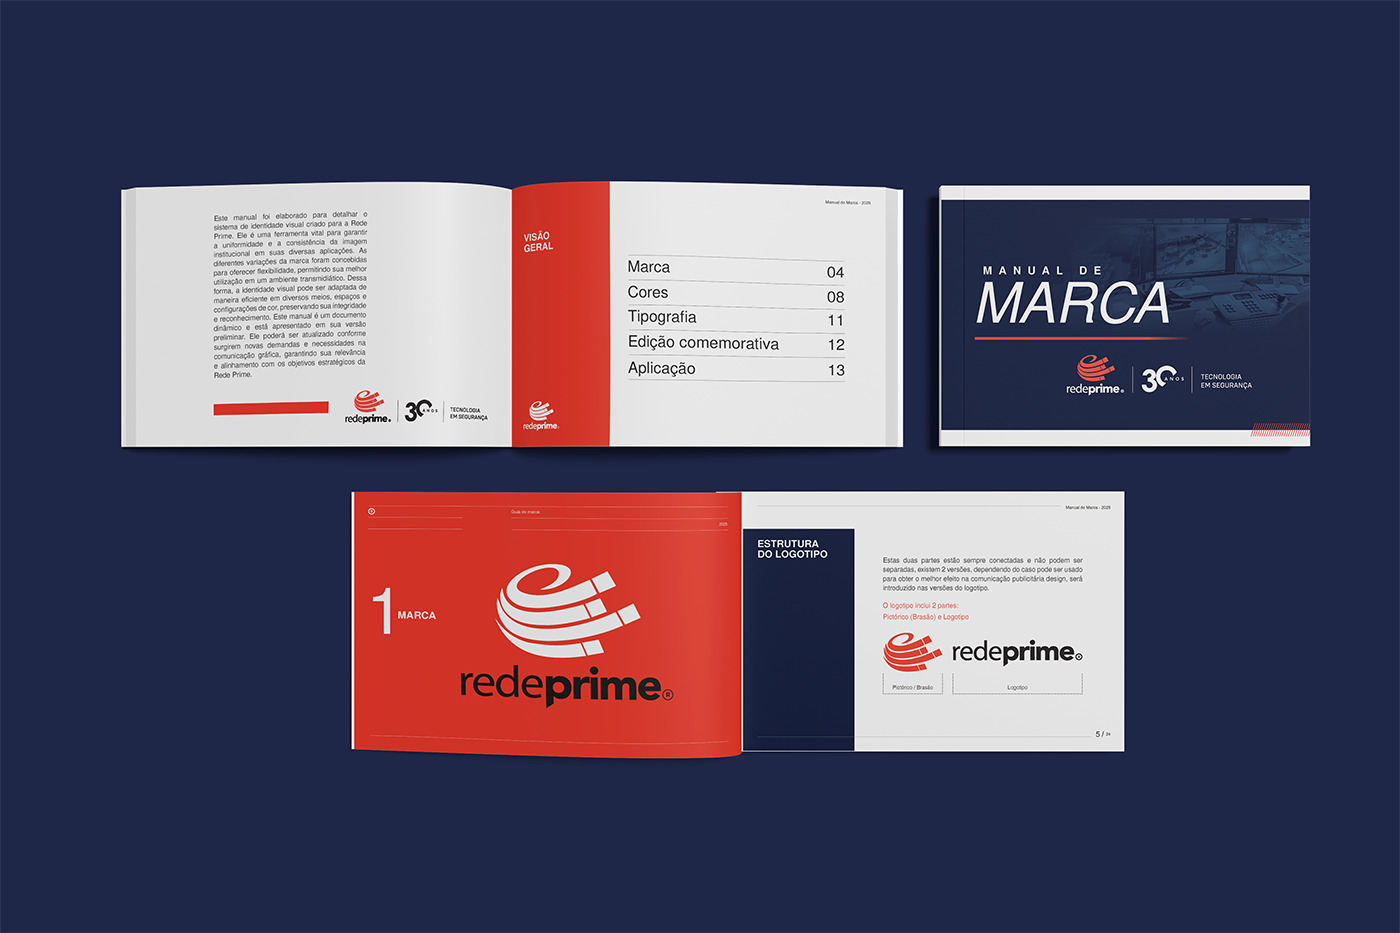 Este manual foi elaborado para detalhar o
sistema de identidade visual criado para a Rede
Prime. Ele é uma ferramenta vital para garantir
a uniformidade e a consistência da imagem
institucional em suas diversas aplicações. As
diferentes variações da marca foram concebidas
para oferecer flexibilidade, permitindo sua melhor
utilização em um ambiente transmidiático. Dessa
forma, a identidade visual pode ser adaptada de
maneira eficiente em diversos meios, espaços e
configurações de cor, preservando sua integridade
e reconhecimento. Este manual é um documento
dinâmico e está apresentado em sua versão
preliminar. Ele poderá ser atualizado conforme
surgirem novas demandas e necessidades na
comunicação gráfica, garantindo sua relevância
e alinhamento com os objetivos estratégicos da
Rede Prime.
redeprime®
30 ANOS
TECNOLOGIA
EM SEGURANÇA
VISÃO
GERAL
redeprime®
Manual de Marca - 2025
Marca 04
Cores 08
Tipografia 11
Edição comemorativa 12
Aplicação 13
MANUAL DE
MARCA
redeprime®
30 ANOS
TECNOLOGIA
EM SEGURANÇA
®
Guia de marca
2025
1 MARCA
redeprime®
Manual de Marca - 2025
ESTRUTURA
DO LOGOTIPO
Estas duas partes estão sempre conectadas e não podem ser
separadas, existem 2 versões, dependendo do caso pode ser usado
para obter o melhor efeito na comunicação publicitária design, será
introduzido nas versões do logotipo.
O logotipo inclui 2 partes:
Pictórico (Brasão) e Logotipo
redeprime®
Pictórico / Brasão
Logotipo
5 / 24